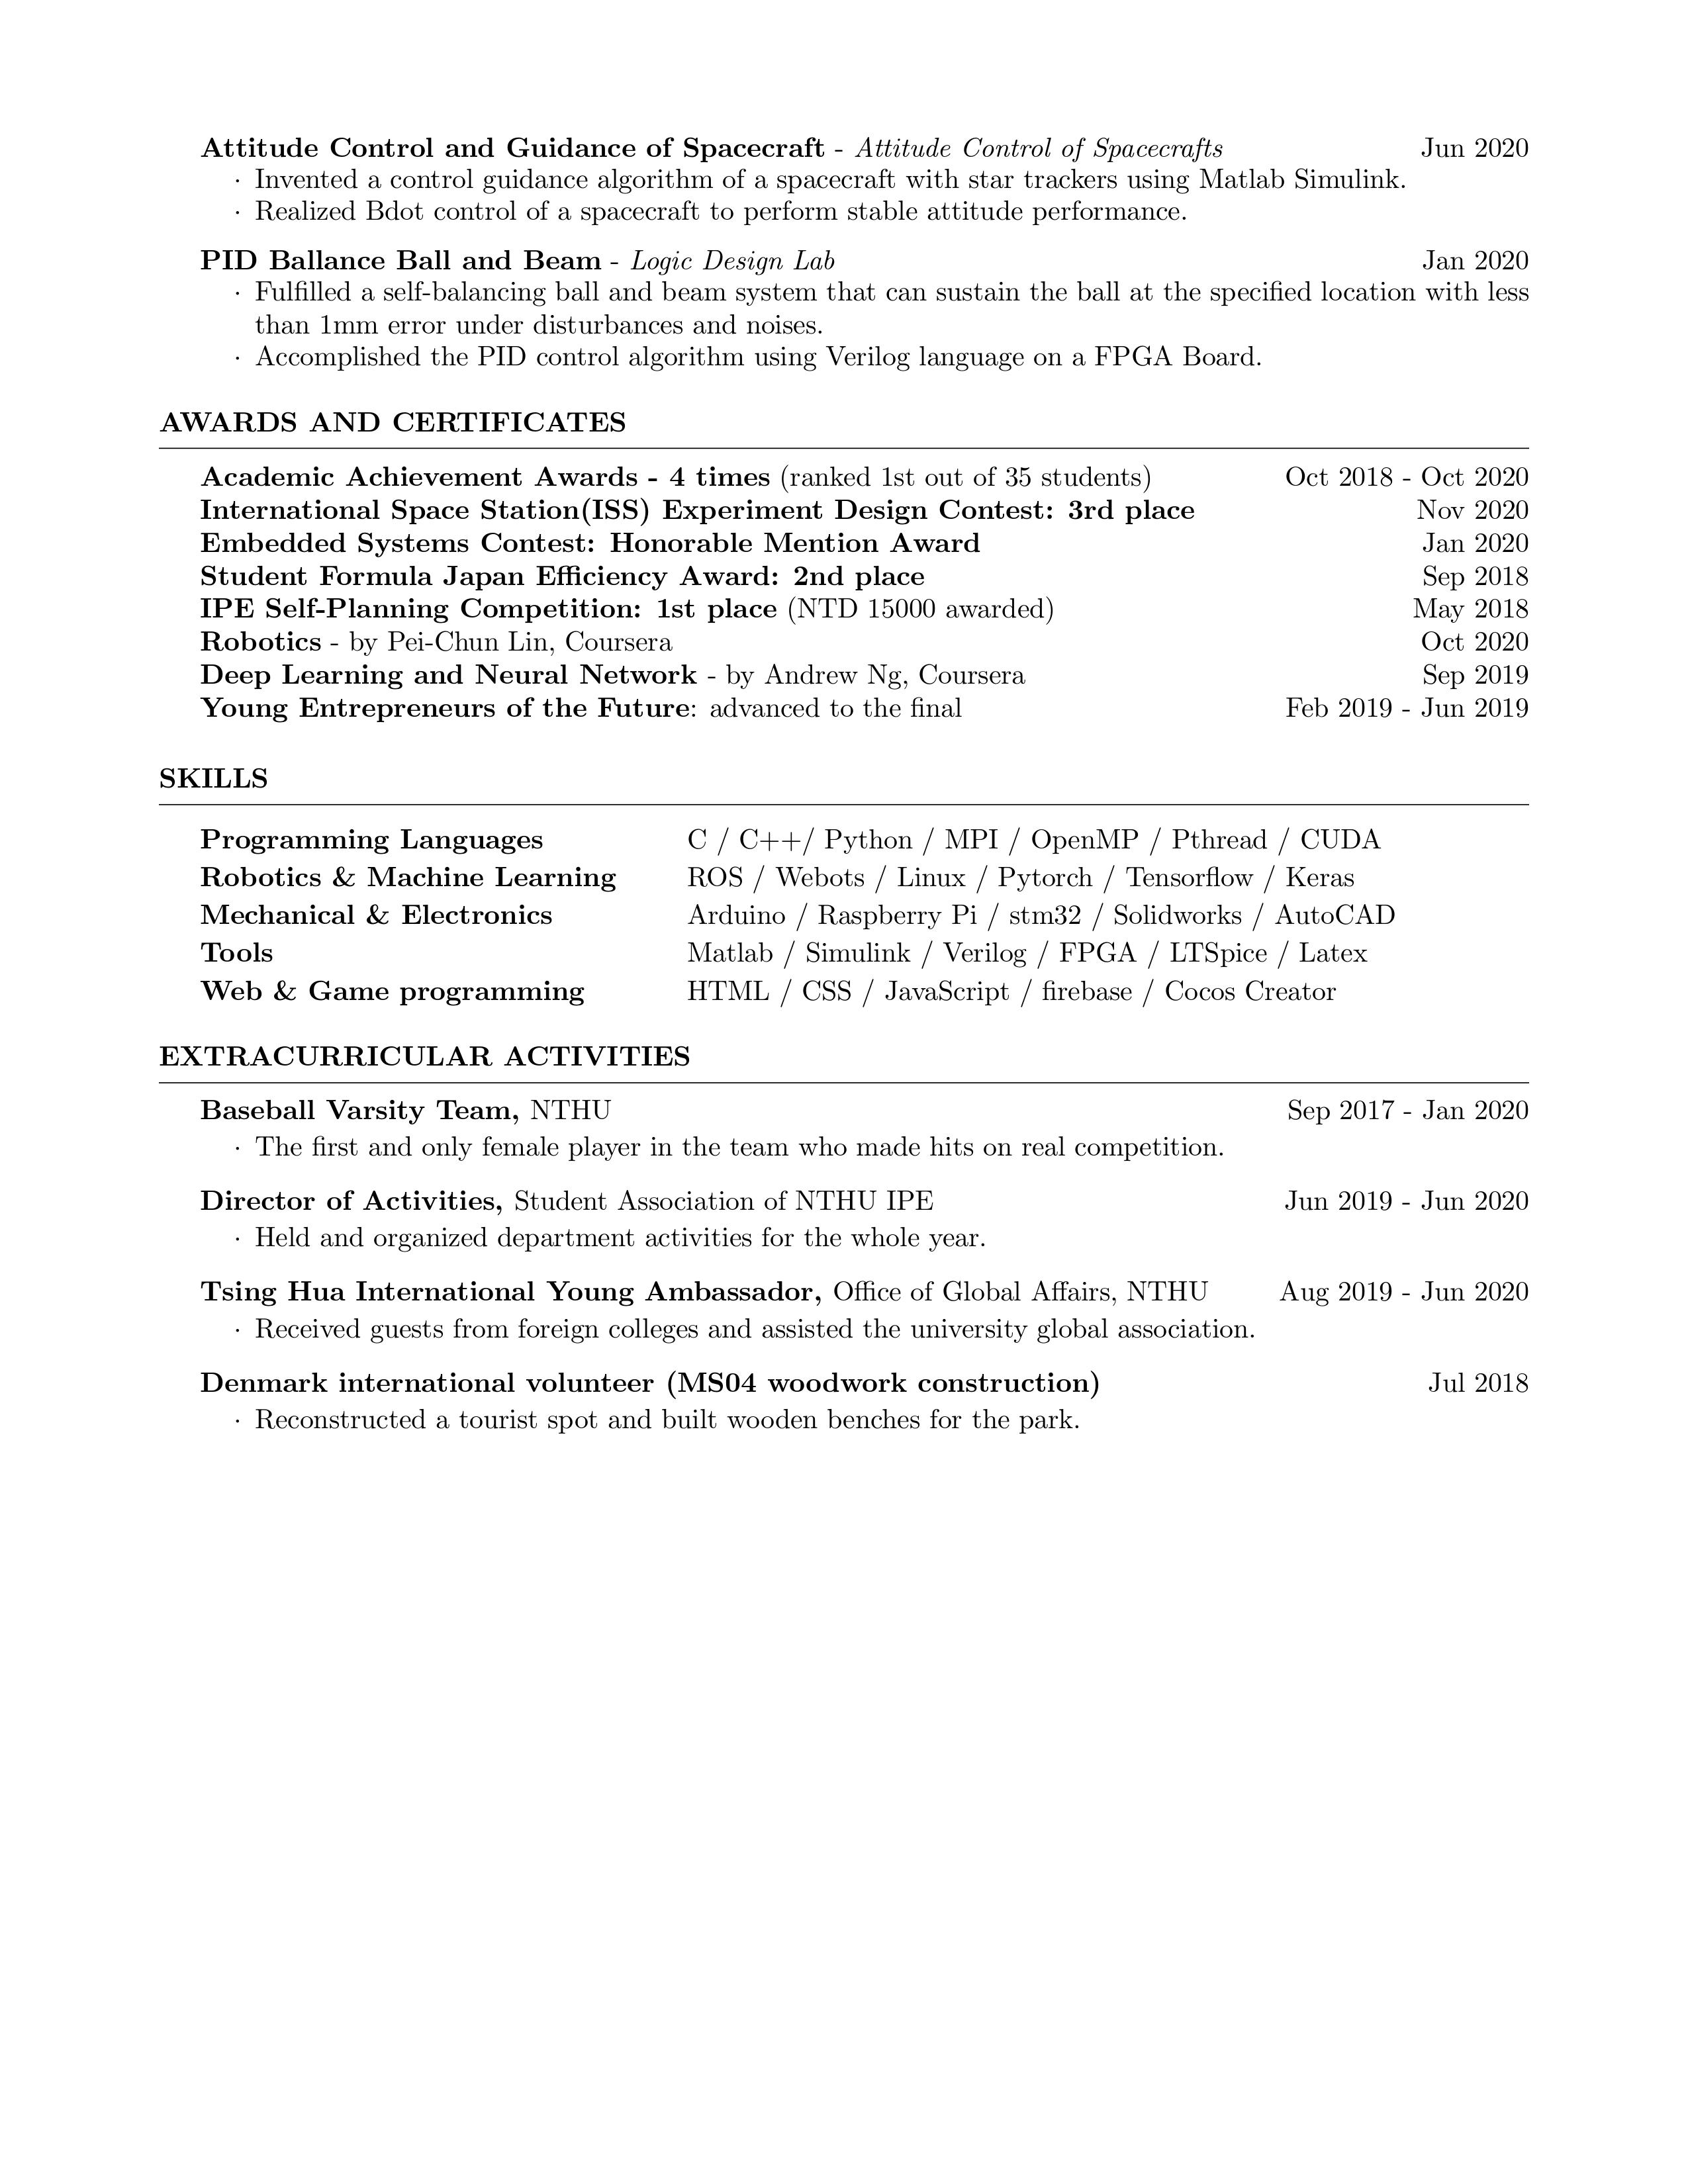 Attitude Control and Guidance of Spacecraft - Attitude Control of Spacecrafts Jun 2020
· Invented a control guidance algorithm of a spacecraft with star trackers using Matlab Simulink.
· Realized Bdot control of a spacecraft to perform stable attitude performance.
PID Ballance Ball and Beam - Logic Design Lab Jan 2020
· Fulfilled a self-balancing ball and beam system that can sustain the ball at the specified location with less
than 1mm error under disturbances and noises.
· Accomplished the PID control algorithm using Verilog language on a FPGA Board.
AWARDS AND CERTIFICATES
Academic Achievement Awards - 4 times (ranked 1st out of 35 students) Oct 2018 - Oct 2020
International Space Station(ISS) Experiment Design Contest: 3rd place Nov 2020
Embedded Systems Contest: Honorable Mention Award Jan 2020
Student Formula Japan Efficiency Award: 2nd place Sep 2018
IPE Self-Planning Competition: 1st place (NTD 15000 awarded) May 2018
Robotics - by Pei-Chun Lin, Coursera Oct 2020
Deep Learning and Neural Network - by Andrew Ng, Coursera Sep 2019
Young Entrepreneurs of the Future: advanced to the final Feb 2019 - Jun 2019
SKILLS
Programming Languages C / C++/ Python / MPI / OpenMP / Pthread / CUDA
Robotics & Machine Learning ROS / Webots / Linux / Pytorch / Tensorflow / Keras
Mechanical & Electronics Arduino / Raspberry Pi / stm32 / Solidworks / AutoCAD
Tools Matlab / Simulink / Verilog / FPGA / LTSpice / Latex
Web & Game programming HTML / CSS / JavaScript / firebase / Cocos Creator
EXTRACURRICULAR ACTIVITIES
Baseball Varsity Team, NTHU Sep 2017 - Jan 2020
· The first and only female player in the team who made hits on real competition.
Director of Activities, Student Association of NTHU IPE Jun 2019 - Jun 2020
· Held and organized department activities for the whole year.
Tsing Hua International Young Ambassador, Office of Global Affairs, NTHU Aug 2019 - Jun 2020
· Received guests from foreign colleges and assisted the university global association.
Denmark international volunteer (MS04 woodwork construction) Jul 2018
· Reconstructed a tourist spot and built wooden benches for the park.